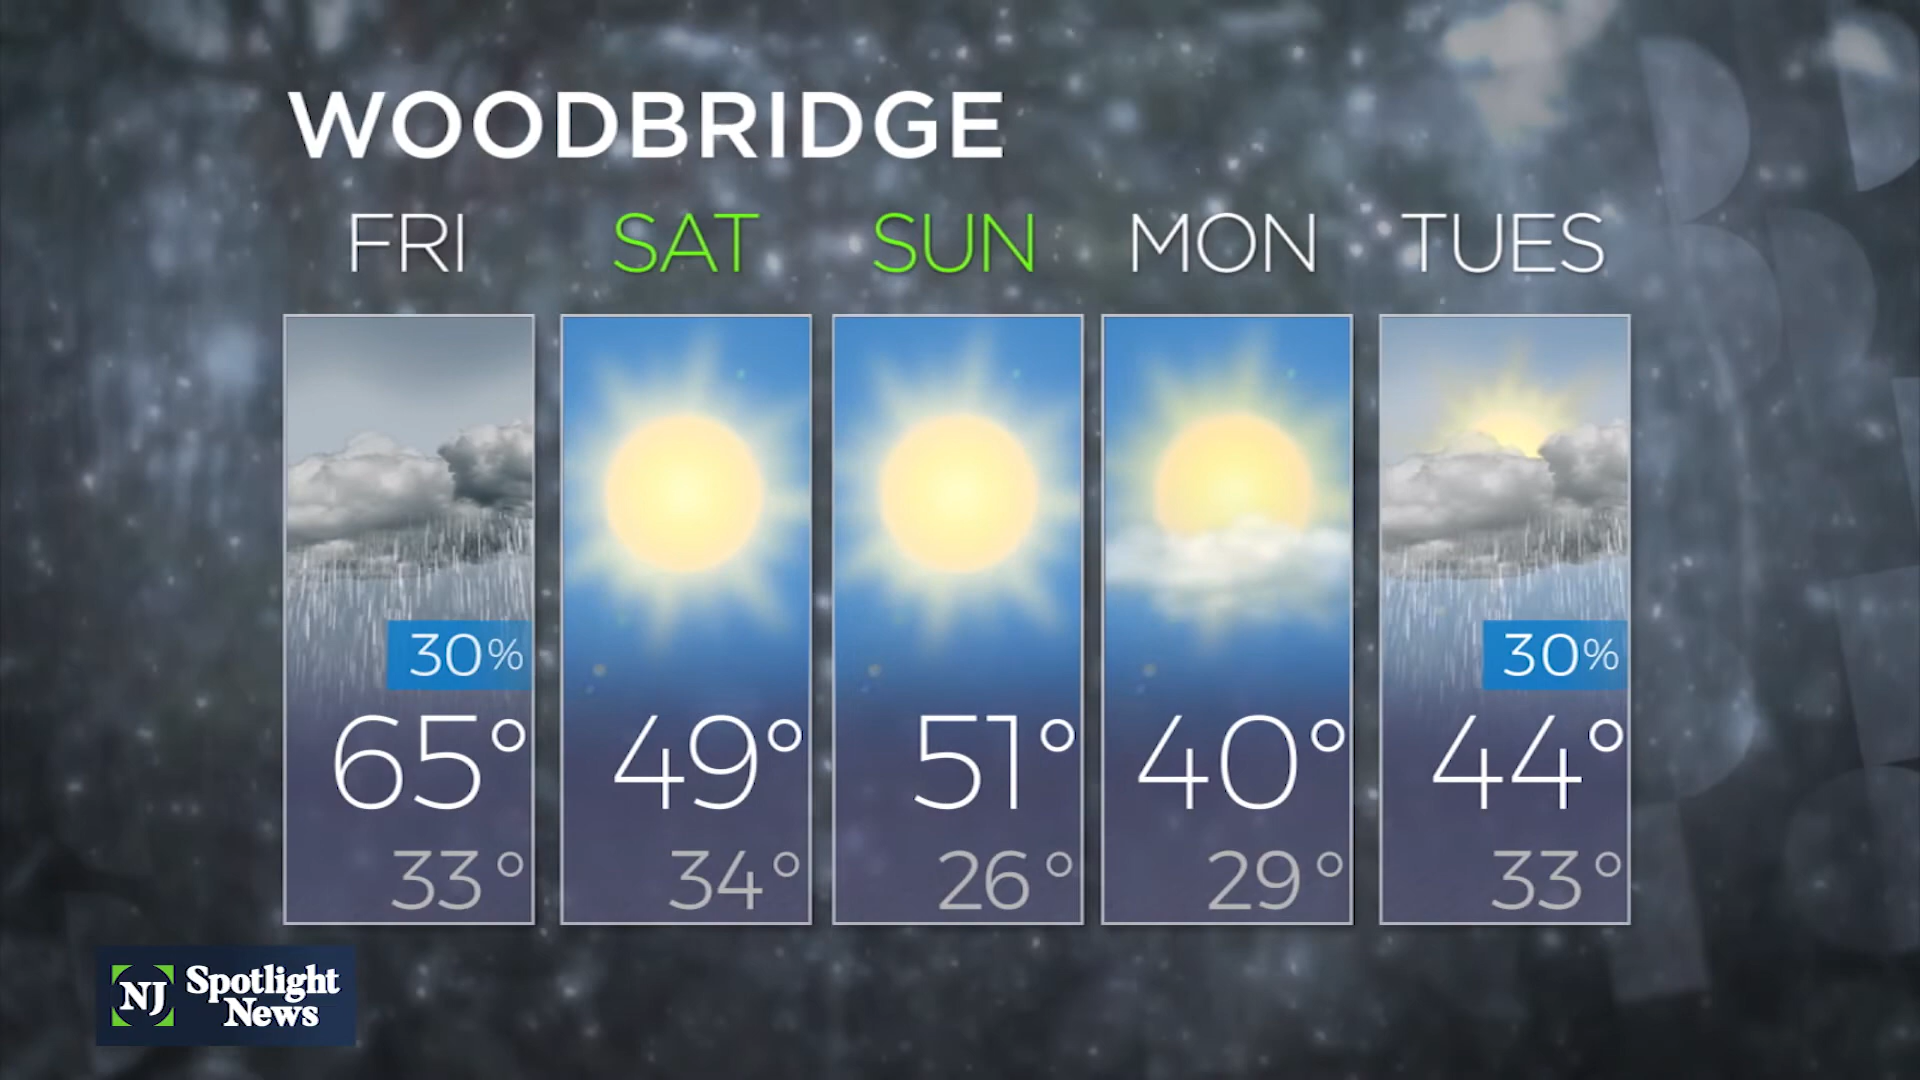 WOODBRIDGE
FRI SAT SUN MON TUES
30% 30%
65° 49° 51° 40° 44°
33° 34° 26° 29° 33°
NJ Spotlight
News